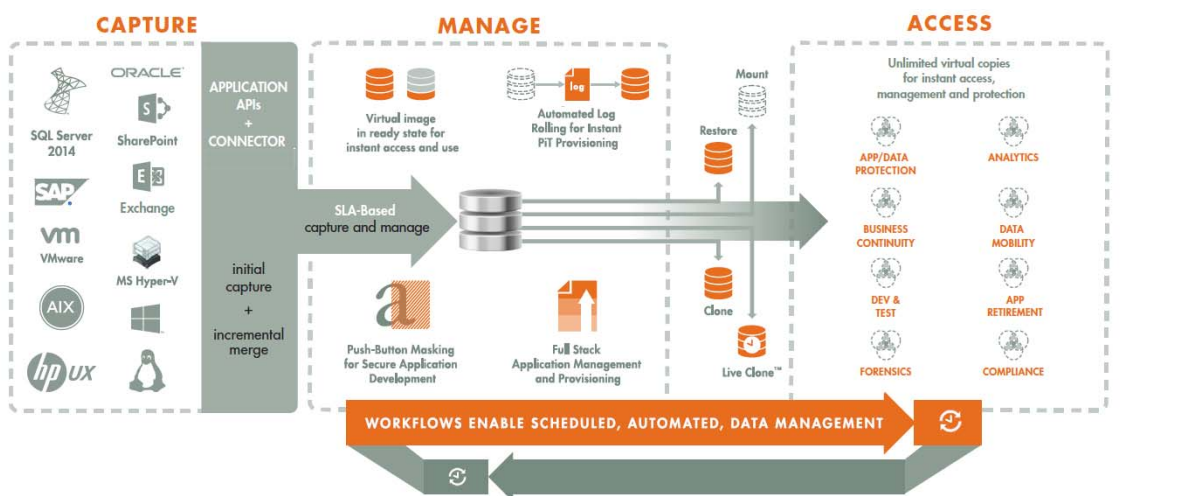 CAPTURE
MANAGE
ACCESS
SQL Server
2014
ORACLE
S
SharePoint
SAP
E
Exchange
vm
VMware
MS Hyper-V
AIX
hp UX
APPLICATION
APIs
+
CONNECTOR
initial
capture
+
incremental
merge
Virtual image
in ready state for
instant access and use
log
Automated Log
Rolling for Instant
PiT Provisioning
SLA-Based
capture and manage
a
Push-Button Masking
for Secure Application
Development
Full Stack
Application Management
and Provisioning
Mount
Restore
Clone
Live Clone™
Unlimited virtual copies
for instant access,
management and protection
APP/DATA
PROTECTION
ANALYTICS
BUSINESS
CONTINUITY
DATA
MOBILITY
DEV &
TEST
APP
RETIREMENT
FORENSICS
COMPLIANCE
WORKFLOWS ENABLE SCHEDULED, AUTOMATED, DATA MANAGEMENT